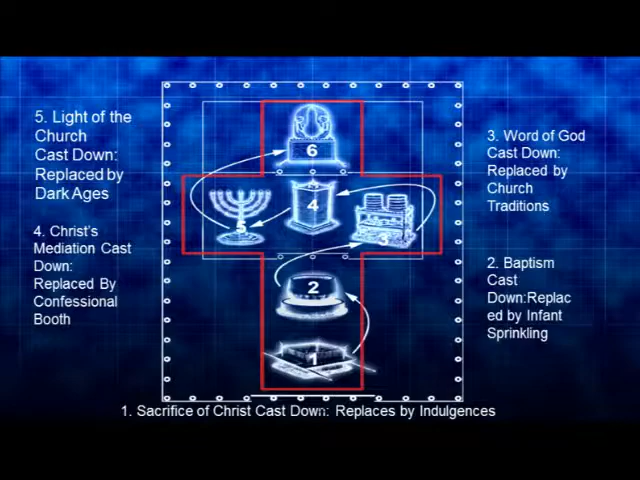 5. Light of the
Church
Cast Down:
Replaced by
Dark Ages
4. Christ's
Mediation Cast
Down:
Replaced By
Confessional
Booth
3. Word of God
Cast Down:
Replaced by
Church
Traditions
2. Baptism
Cast
Down:Replac
ed by Infant
Sprinkling
6
5
4
3
2
1
1. Sacrifice of Christ Cast Down: Replaces by Indulgences